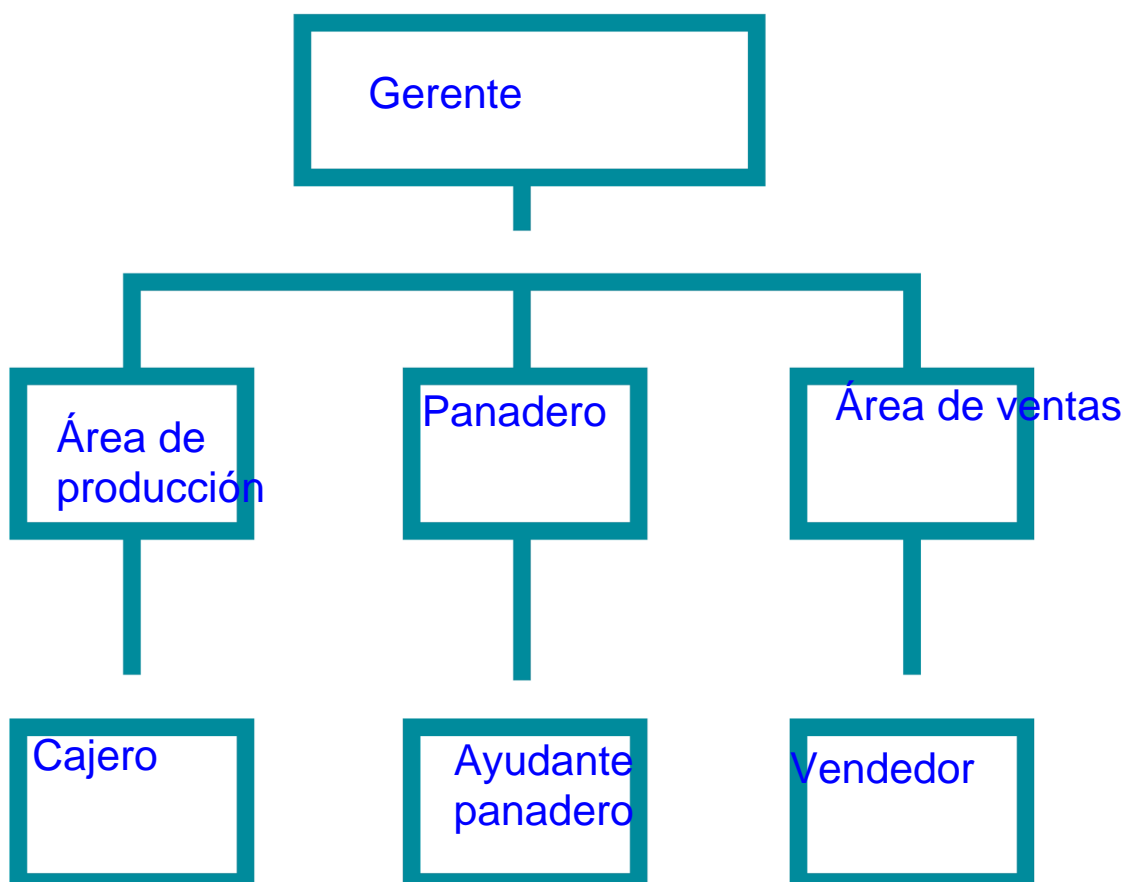 Gerente
Área de
producción
Panadero
Área de ventas
Cajero
Ayudante
panadero
Vendedor